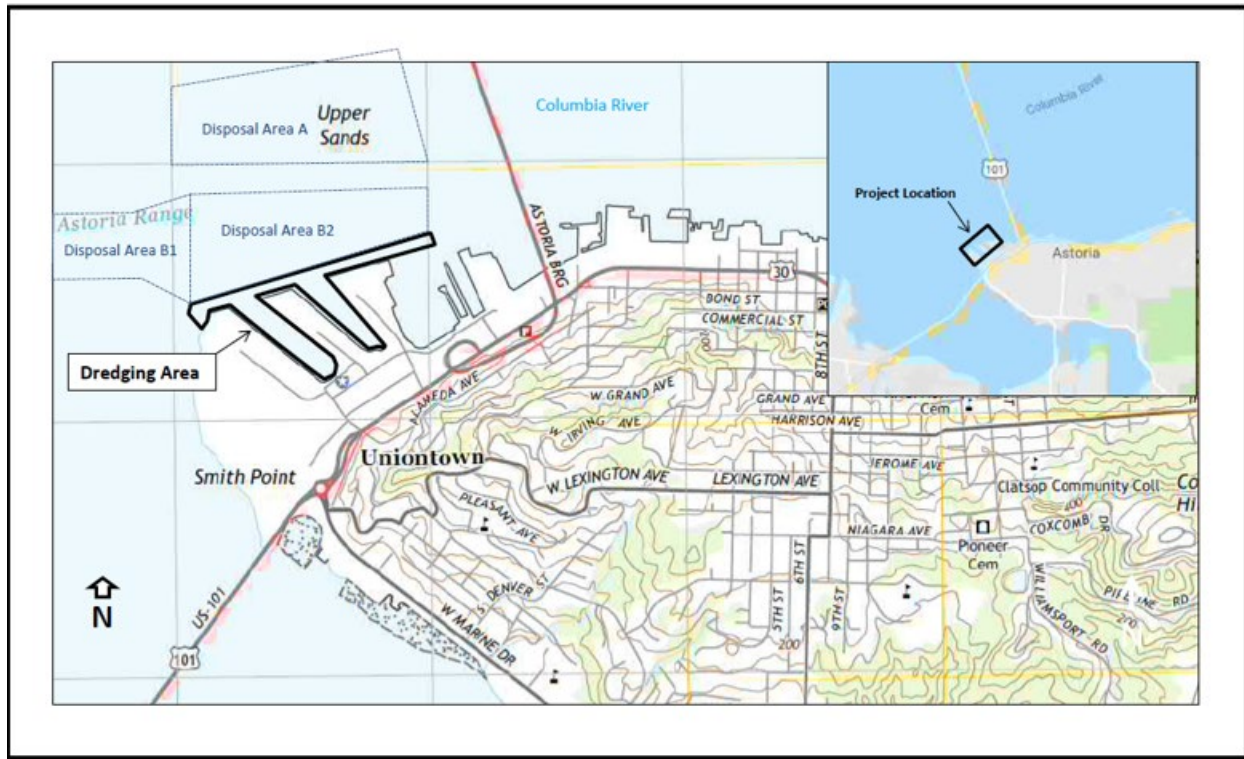 Columbia River
Upper
Sands
Disposal Area A
Columbia River
101
Project Location
Astoria
Astoria Range
Disposal Area B2
Disposal Area B1
ASTORIA BRG
30
BOND ST
COMMERCIAL ST
200
8TH ST
Dredging Area
ALAMEDA AVE
W GRAND AVE
GRAND AVE
Cem
W IRVING AVE
HARRISON AVE
Uniontown
JEROME AVE
Smith Point
W LEXINGTON AVE
LEXINGTON AVE
Clatsop Community Coll
PLEASANT AVE
NIAGARA AVE
400
COXCOMB DR
Pioneer
Cem
N
US-101
S DENVER ST
6TH ST
5TH ST
9TH ST
WILLIAMSPORT RD
RD
200
W MARINE DR
200
101